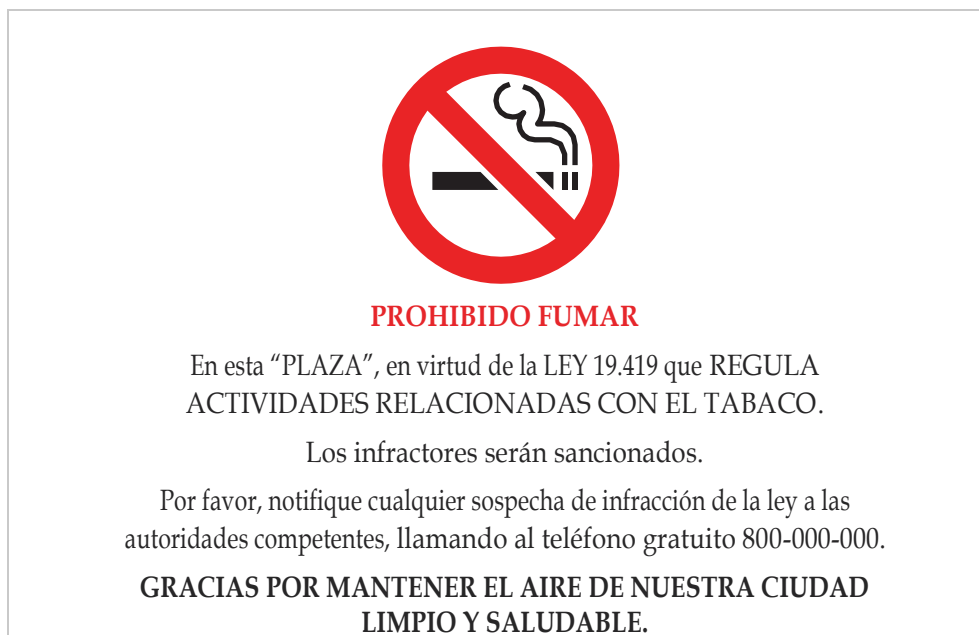 PROHIBIDO FUMAR
En esta “PLAZA”, en virtud de la LEY 19.419 que REGULA
ACTIVIDADES RELACIONADAS CON EL TABACO.
Los infractores serán sancionados.
Por favor, notifique cualquier sospecha de infracción de la ley a las
autoridades competentes, llamando al teléfono gratuito 800-000-000.
GRACIAS POR MANTENER EL AIRE DE NUESTRA CIUDAD
LIMPIO Y SALUDABLE.